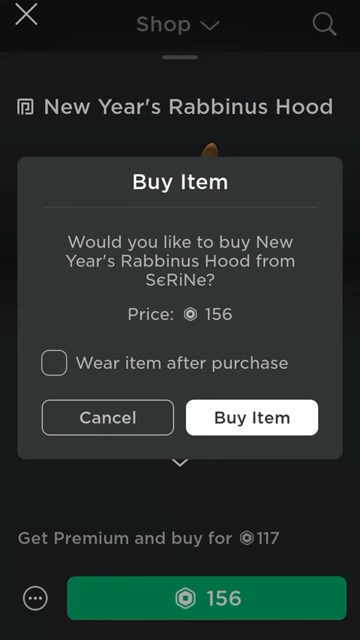 Shop
New Year's Rabbinus Hood
Buy Item
Would you like to buy New
Year's Rabbinus Hood from
SєRiNe?
Price: 156
Wear item after purchase
Cancel
Buy Item
Get Premium and buy for 117
156